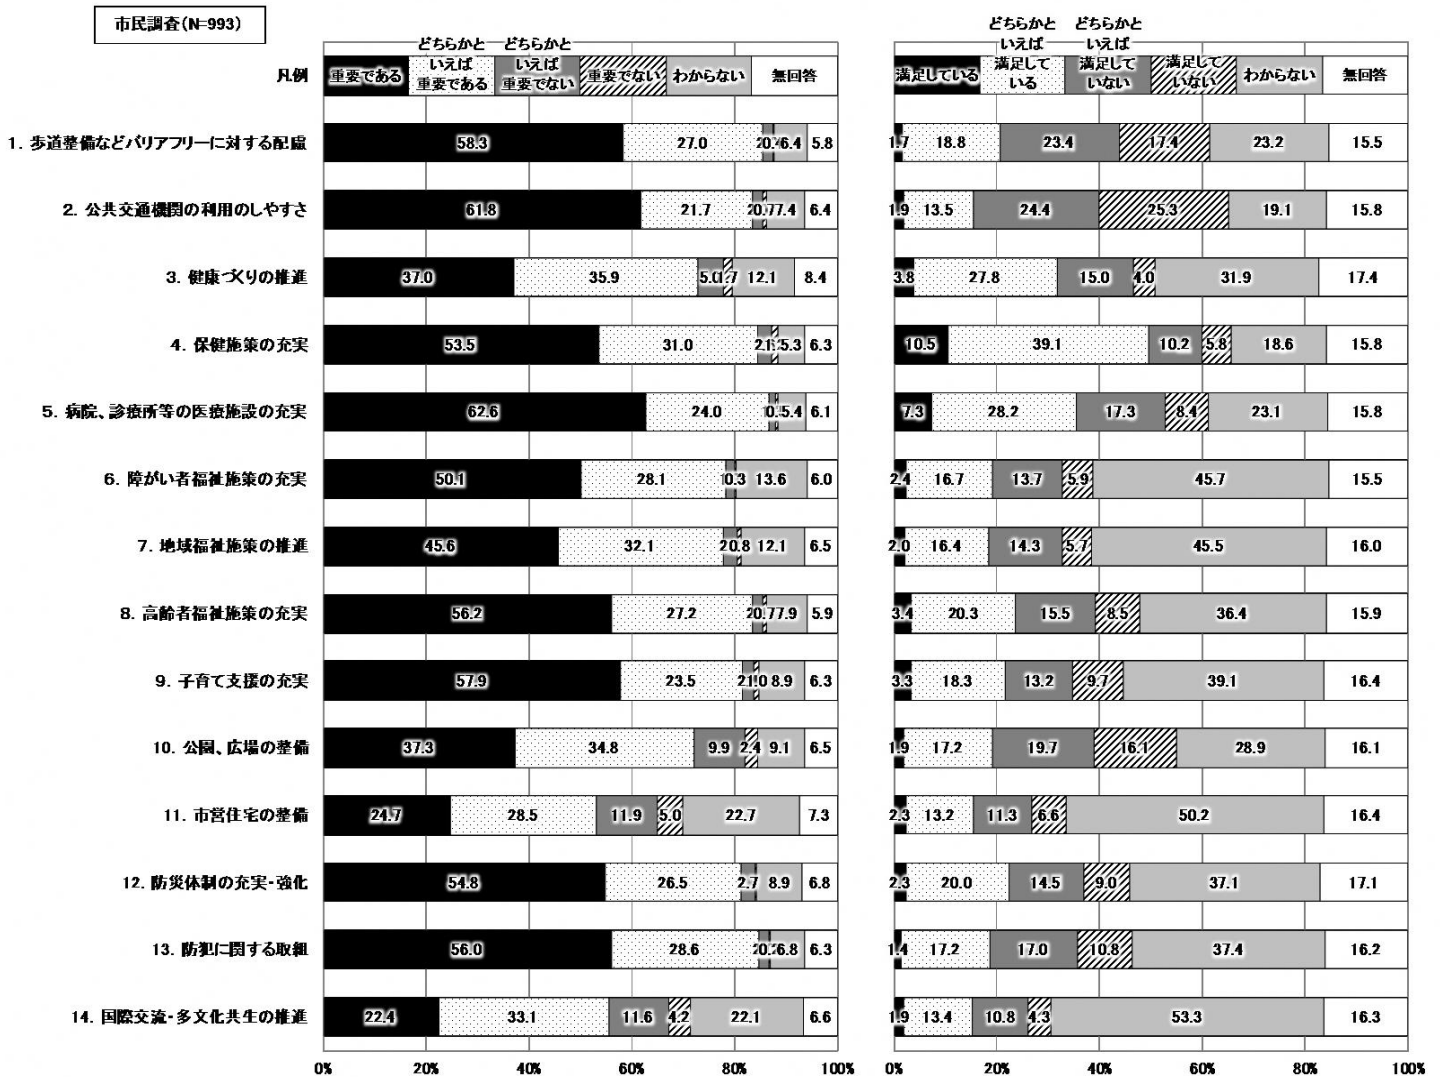 市民調査(N=993)
凡例
重要である
どちらかといえば重要である
どちらかといえば重要でない
重要でない
わからない
無回答
満足している
どちらかといえば満足している
どちらかといえば満足していない
満足していない
わからない
無回答
1. 歩道整備などバリアフリーに対する配慮 58.3 27.0 6.4 5.8 1.7 18.8 23.4 17.4 23.2 15.5
2. 公共交通機関の利用のしやすさ 61.8 21.7 7.4 6.4 1.9 13.5 24.4 25.3 19.1 15.8
3. 健康づくりの推進 37.0 35.9 5.0 12.1 8.4 3.8 27.8 15.0 4.0 31.9 17.4
4. 保健施策の充実 53.5 31.0 5.3 6.3 10.5 39.1 10.2 5.8 18.6 15.8
5. 病院、診療所等の医療施設の充実 62.6 24.0 5.4 6.1 7.3 28.2 17.3 8.4 23.1 15.8
6. 障がい者福祉施策の充実 50.1 28.1 0.3 13.6 6.0 2.4 16.7 13.7 5.9 45.7 15.5
7. 地域福祉施策の推進 45.6 32.1 0.8 12.1 6.5 2.0 16.4 14.3 5.7 45.5 16.0
8. 高齢者福祉施策の充実 56.2 27.2 7.9 5.9 3.4 20.3 15.5 8.5 36.4 15.9
9. 子育て支援の充実 57.9 23.5 1.0 8.9 6.3 3.3 18.3 13.2 9.7 39.1 16.4
10. 公園、広場の整備 37.3 34.8 9.9 2.4 9.1 6.5 1.9 17.2 19.7 16.1 28.9 16.1
11. 市営住宅の整備 24.7 28.5 11.9 5.0 22.7 7.3 2.3 13.2 11.3 6.6 50.2 16.4
12. 防災体制の充実・強化 54.8 26.5 2.7 8.9 6.8 2.3 20.0 14.5 9.0 37.1 17.1
13. 防犯に関する取組 56.0 28.6 6.8 6.3 1.4 17.2 17.0 10.8 37.4 16.2
14. 国際交流・多文化共生の推進 22.4 33.1 11.6 4.2 22.1 6.6 1.9 13.4 10.8 4.3 53.3 16.3
0% 20% 40% 60% 80% 100% 0% 20% 40% 60% 80% 100%